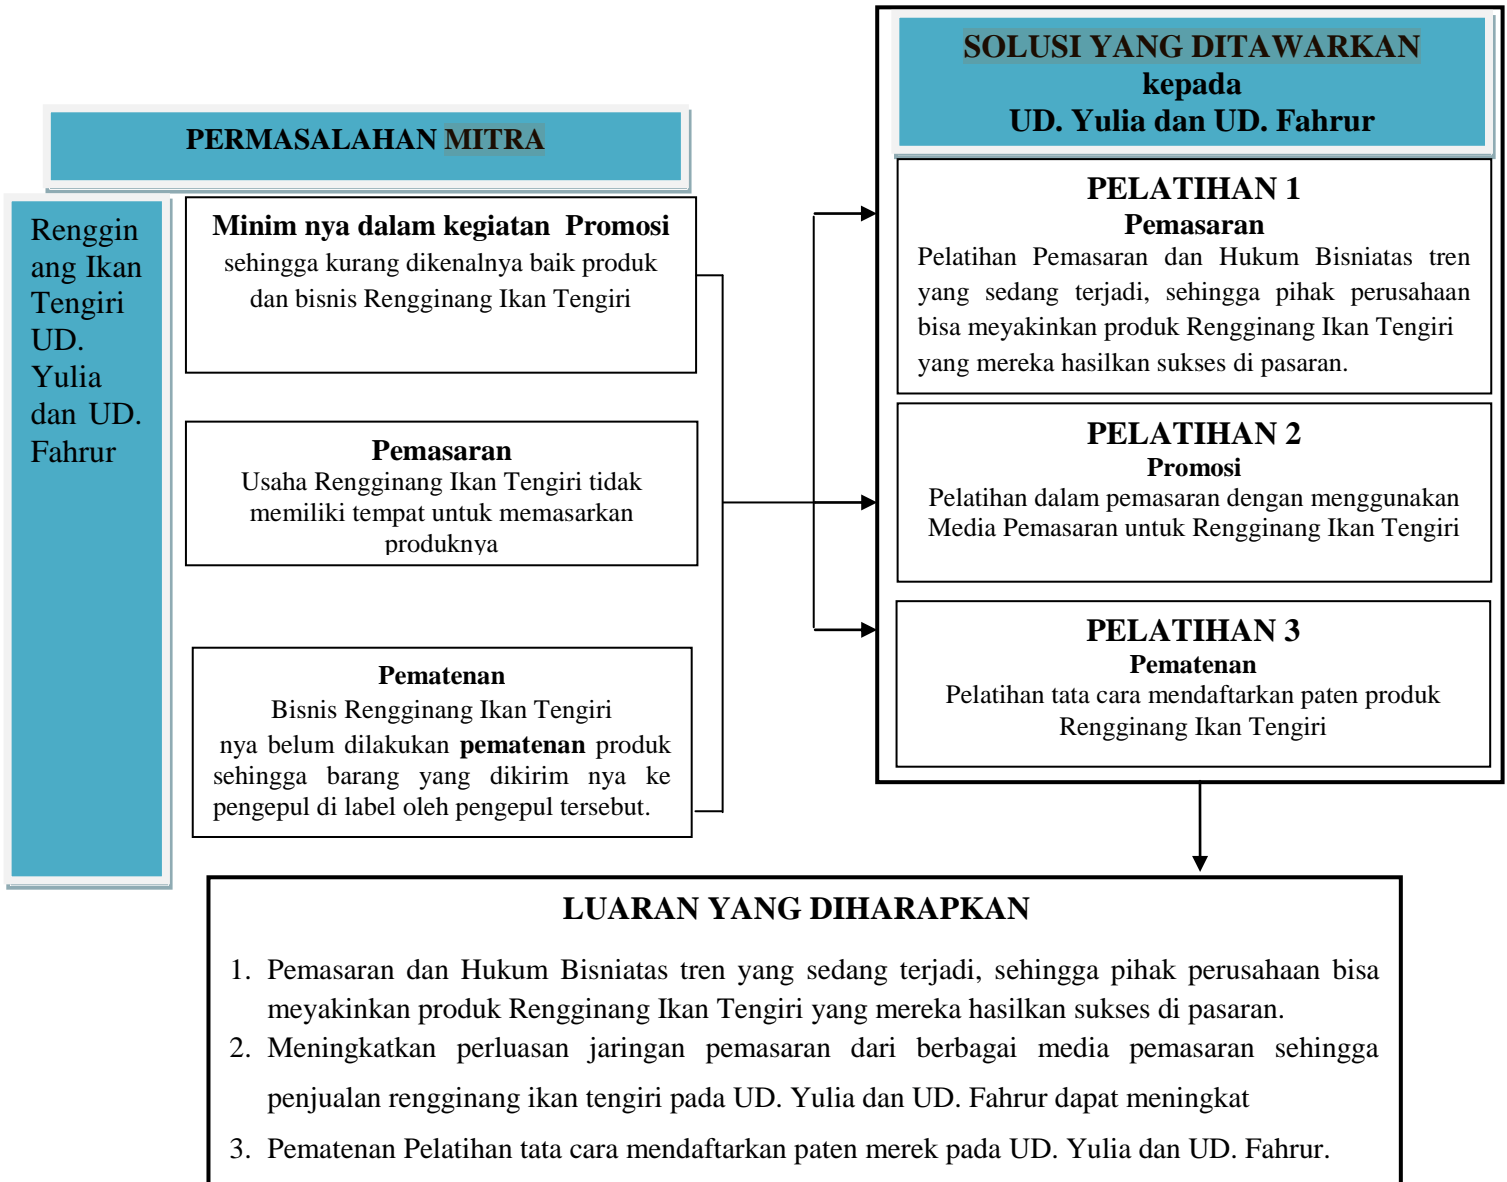 PERMASALAHAN MITRA
Renggin
ang Ikan
Tengiri
UD.
Yulia
dan UD.
Fahrur
Minim nya dalam kegiatan Promosi
sehingga kurang dikenalnya baik produk
dan bisnis Rengginang Ikan Tengiri
Pemasaran
Usaha Rengginang Ikan Tengiri tidak
memiliki tempat untuk memasarkan
produknya
Pematenan
Bisnis Rengginang Ikan Tengiri
nya belum dilakukan pematenan produk
sehingga barang yang dikirim nya ke
pengepul di label oleh pengepul tersebut.
SOLUSI YANG DITAWARKAN
kepada
UD. Yulia dan UD. Fahrur
PELATIHAN 1
Pemasaran
Pelatihan Pemasaran dan Hukum Bisniatas tren
yang sedang terjadi, sehingga pihak perusahaan
bisa meyakinkan produk Rengginang Ikan Tengiri
yang mereka hasilkan sukses di pasaran.
PELATIHAN 2
Promosi
Pelatihan dalam pemasaran dengan menggunakan
Media Pemasaran untuk Rengginang Ikan Tengiri
PELATIHAN 3
Pematenan
Pelatihan tata cara mendaftarkan paten produk
Rengginang Ikan Tengiri
LUARAN YANG DIHARAPKAN
1. Pemasaran dan Hukum Bisniatas tren yang sedang terjadi, sehingga pihak perusahaan bisa
meyakinkan produk Rengginang Ikan Tengiri yang mereka hasilkan sukses di pasaran.
2. Meningkatkan perluasan jaringan pemasaran dari berbagai media pemasaran sehingga
penjualan rengginang ikan tengiri pada UD. Yulia dan UD. Fahrur dapat meningkat
3. Pematenan Pelatihan tata cara mendaftarkan paten merek pada UD. Yulia dan UD. Fahrur.